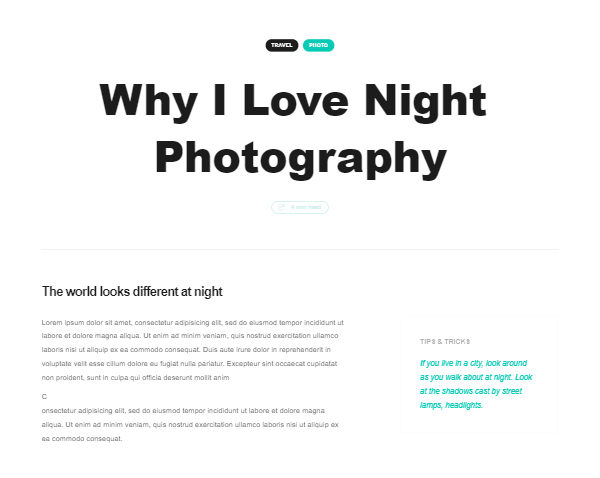 TRAVEL PHOTO
Why I Love Night
Photography
The world looks different at night
Lorem ipsum dolor sit amet, consectetur adipisicing elit, sed do eiusmod tempor incididunt ut
labore et dolore magna aliqua. Ut enim ad minim veniam, quis nostrud exercitation ullamco
laboris nisi ut aliquip ex ea commodo consequat. Duis aute irure dolor in reprehenderit in
voluptate velit esse cillum dolore eu fugiat nulla pariatur. Excepteur sint occaecat cupidatat
non proident, sunt in culpa qui officia deserunt mollit anim
C
onsectetur adipisicing elit, sed do eiusmod tempor incididunt ut labore et dolore magna
aliqua. Ut enim ad minim veniam, quis nostrud exercitation ullamco laboris nisi ut aliquip ex
ea commodo consequat.
TIPS & TRICKS
If you live in a city, look around
as you walk about at night. Look
at the shadows cast by street
lamps, headlights.